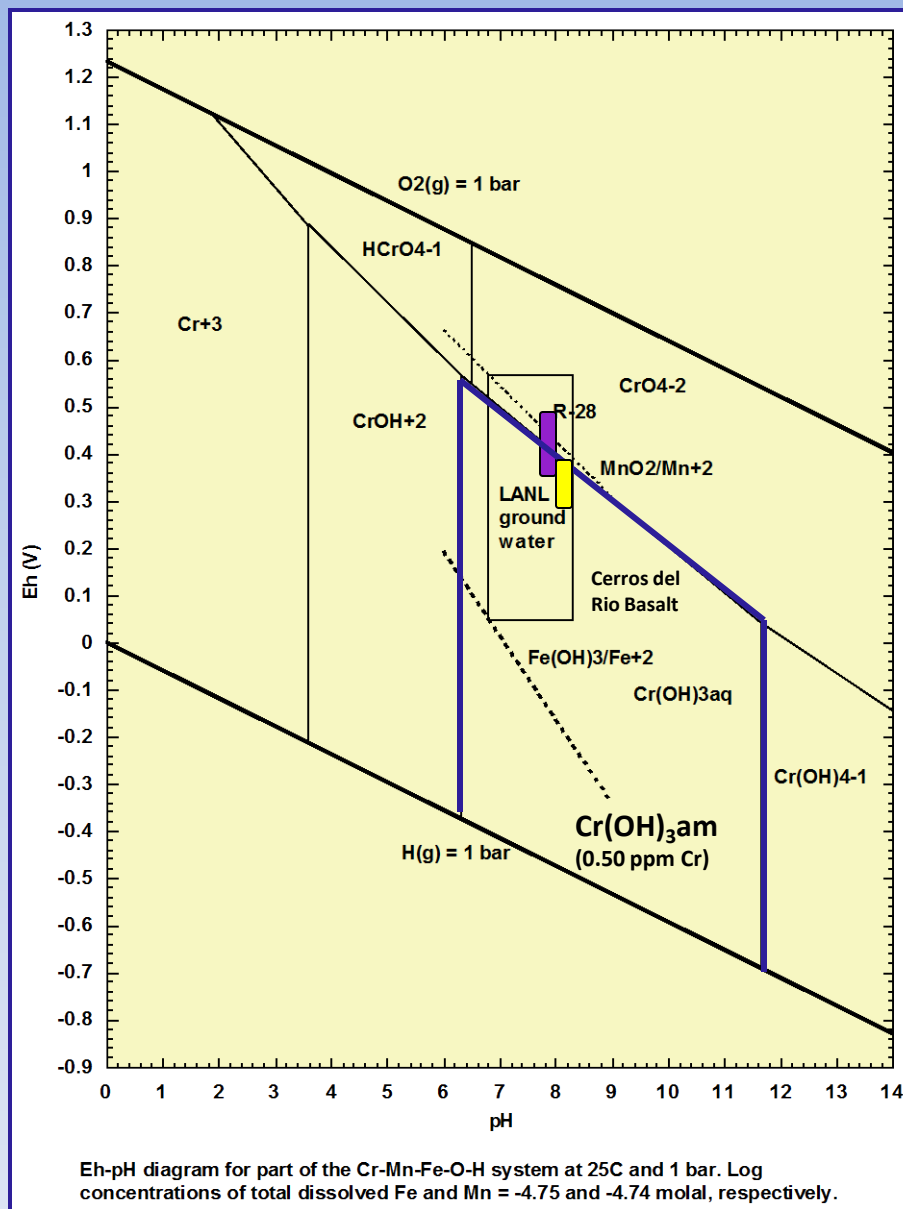 1.3
1.2
1.1
1
0.9
0.8
0.7
0.6
0.5
0.4
0.3
0.2
0.1
0
-0.1
-0.2
-0.3
-0.4
-0.5
-0.6
-0.7
-0.8
-0.9
Eh (V)
O2(g) = 1 bar
HCrO4-1
Cr+3
CrO4-2
R-28
CrOH+2
MnO2/Mn+2
LANL
ground
water
Cerros del
Rio Basalt
Fe(OH)3/Fe+2
Cr(OH)3aq
Cr(OH)4-1
Cr(OH)₃am
(0.50 ppm Cr)
H(g) = 1 bar
0 1 2 3 4 5 6 7 8 9 10 11 12 13 14
pH
Eh-pH diagram for part of the Cr-Mn-Fe-O-H system at 25C and 1 bar. Log
concentrations of total dissolved Fe and Mn = -4.75 and -4.74 molal, respectively.